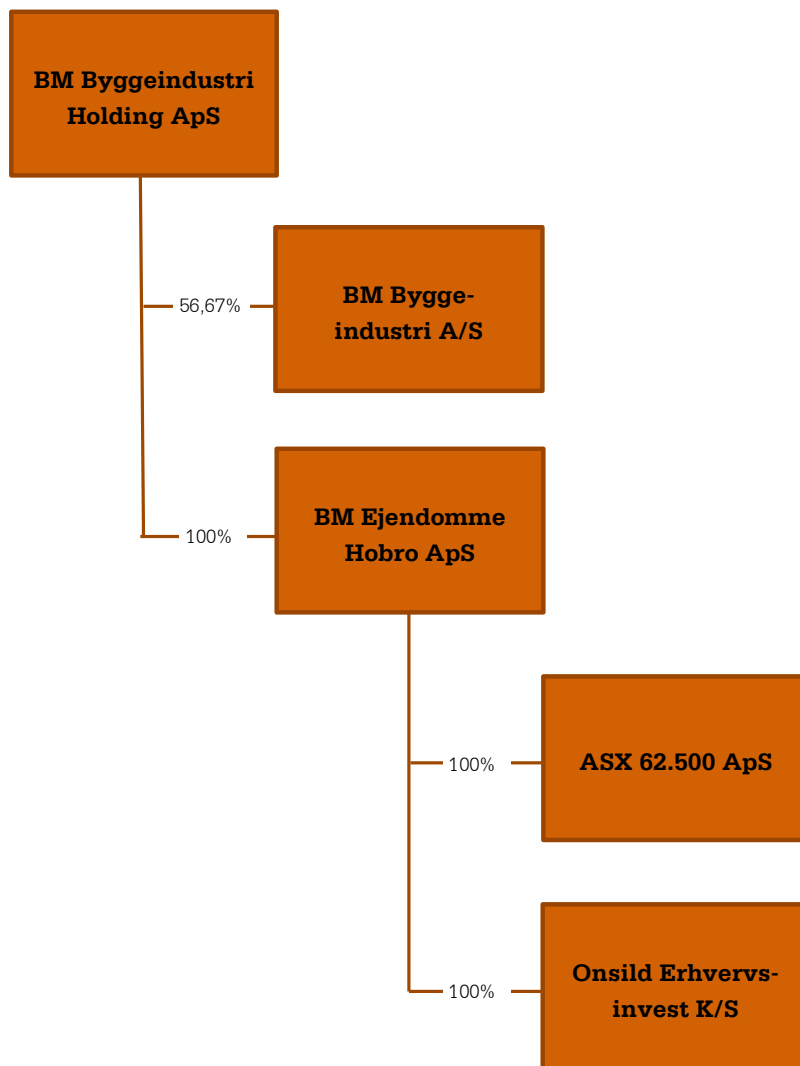 BM Byggeindustri
Holding ApS
56,67%
BM Bygge-
industri A/S
100%
BM Ejendomme
Hobro ApS
100%
ASX 62.500 ApS
100%
Onsild Erhvervs-
invest K/S